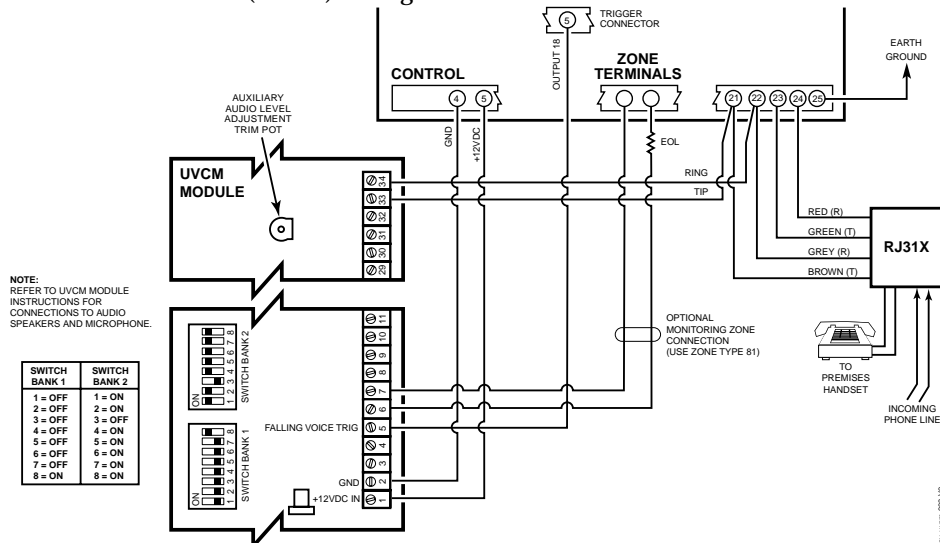 TRIGGER
CONNECTOR
5
OUTPUT 18
CONTROL
4 5
ZONE
TERMINALS
21 22 23 24 25
EARTH
GROUND
AUXILIARY
AUDIO LEVEL
ADJUSTMENT
TRIM POT
GND
+12VDC
EOL
UVCM
MODULE
34
33
32
31
30
29
RING
TIP
RED (R)
GREEN (T)
GREY (R)
BROWN (T)
RJ31X
NOTE:
REFER TO UVCM MODULE
INSTRUCTIONS FOR
CONNECTIONS TO AUDIO
SPEAKERS AND MICROPHONE.
SWITCH BANK 1 SWITCH BANK 2
1 = OFF 1 = ON
2 = OFF 2 = ON
3 = OFF 3 = OFF
4 = OFF 4 = ON
5 = OFF 5 = ON
6 = OFF 6 = ON
7 = OFF 7 = ON
8 = ON 8 = ON
ON
1 2 3 4 5 6 7 8
SWITCH BANK 2
ON
1 2 3 4 5 6 7 8
SWITCH BANK 1
11
10
9
8
7
6
5
4
3
2
1
FALLING VOICE TRIG
GND
+12VDC IN
OPTIONAL
MONITORING ZONE
CONNECTION
(USE ZONE TYPE 81)
TO
PREMISES
HANDSET
INCOMING
PHONE LINE